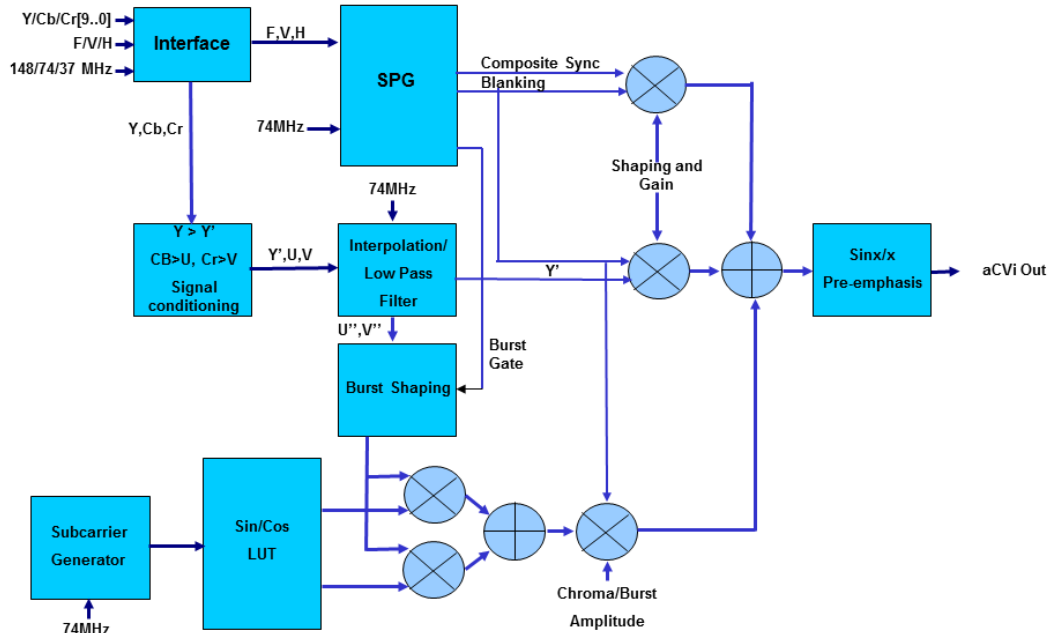 Y/Cb/Cr[9..0]
F/V/H
148/74/37 MHz
Interface
F,V,H
SPG
Composite Sync
Blanking
Y,Cb,Cr
74MHz
Shaping and
Gain
74MHz
Y > Y’
CB>U, Cr>V
Signal
conditioning
Y’,U,V
Interpolation/
Low Pass
Filter
Y’
Sinx/x
Pre-emphasis
aCVi Out
U’’,V’’
Burst
Gate
Burst Shaping
Subcarrier
Generator
Sin/Cos
LUT
Chroma/Burst
Amplitude
74MHz